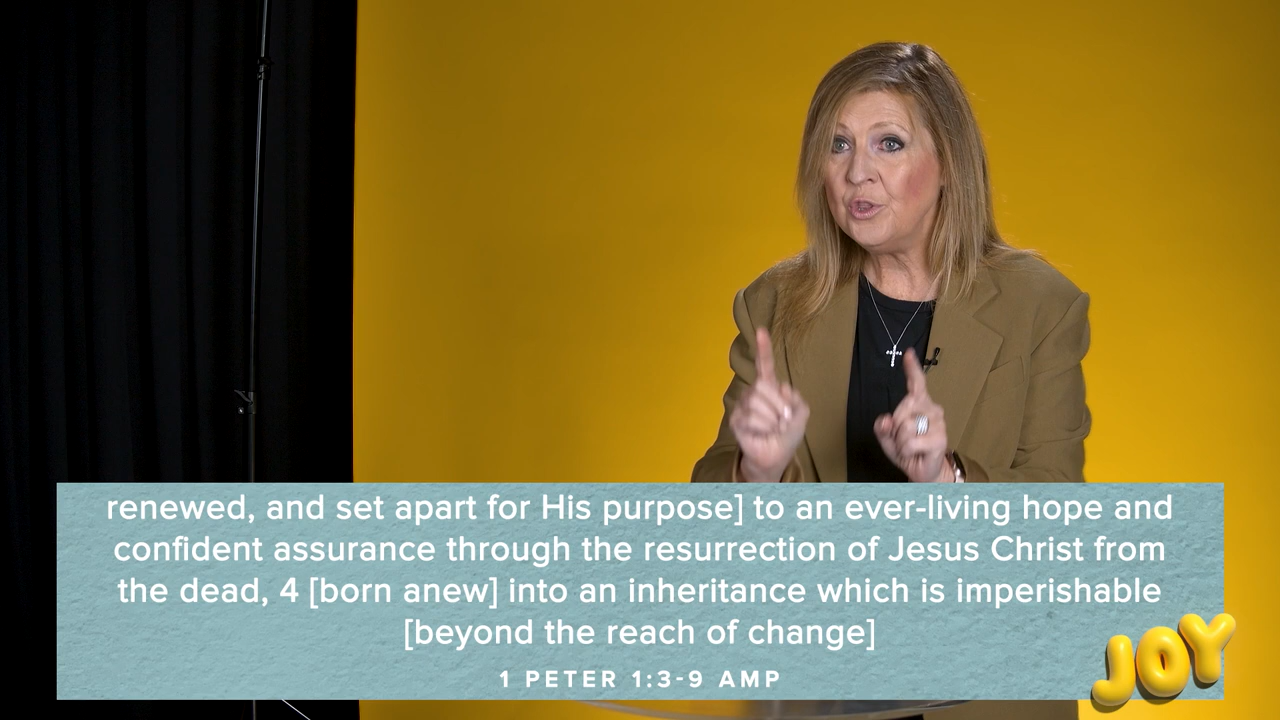 renewed, and set apart for His purpose] to an ever-living hope and
confident assurance through the resurrection of Jesus Christ from
the dead, 4 [born anew] into an inheritance which is imperishable
[beyond the reach of change]
1 PETER 1:3-9 AMP
JOY